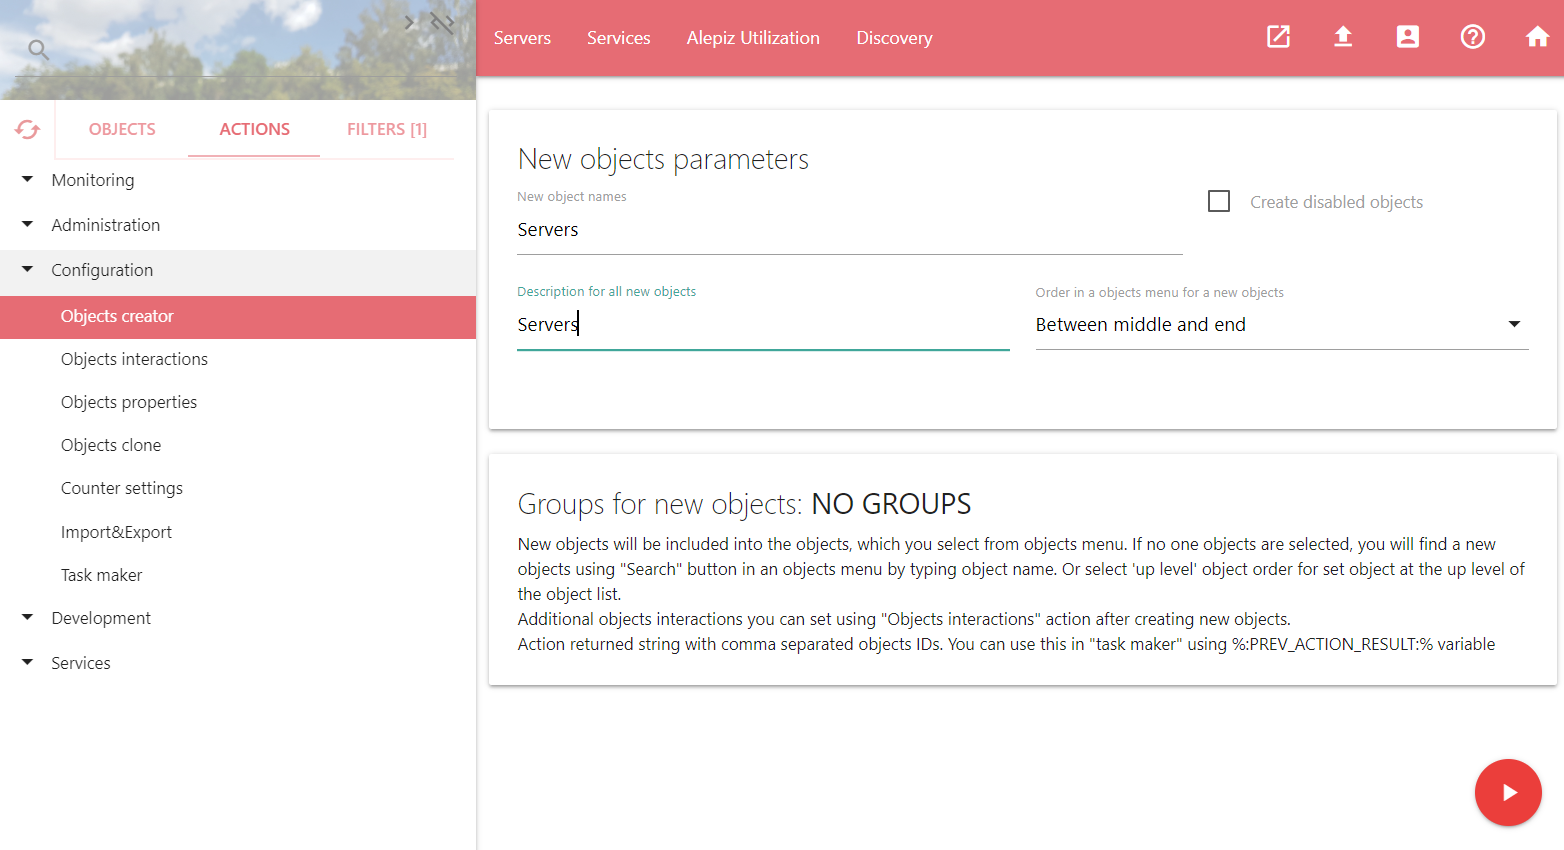 Servers Services Alepiz Utilization Discovery
OBJECTS ACTIONS FILTERS [1]
Monitoring
Administration
Configuration
Objects creator
Objects interactions
Objects properties
Objects clone
Counter settings
Import&Export
Task maker
Development
Services
New objects parameters
New object names
Servers
Create disabled objects
Description for all new objects
Servers
Order in a objects menu for a new objects
Between middle and end
Groups for new objects: NO GROUPS
New objects will be included into the objects, which you select from objects menu. If no one objects are selected, you will find a new
objects using "Search" button in an objects menu by typing object name. Or select 'up level' object order for set object at the up level of
the object list.
Additional objects interactions you can set using "Objects interactions" action after creating new objects.
Action returned string with comma separated objects IDs. You can use this in "task maker" using %:PREV_ACTION_RESULT:% variable